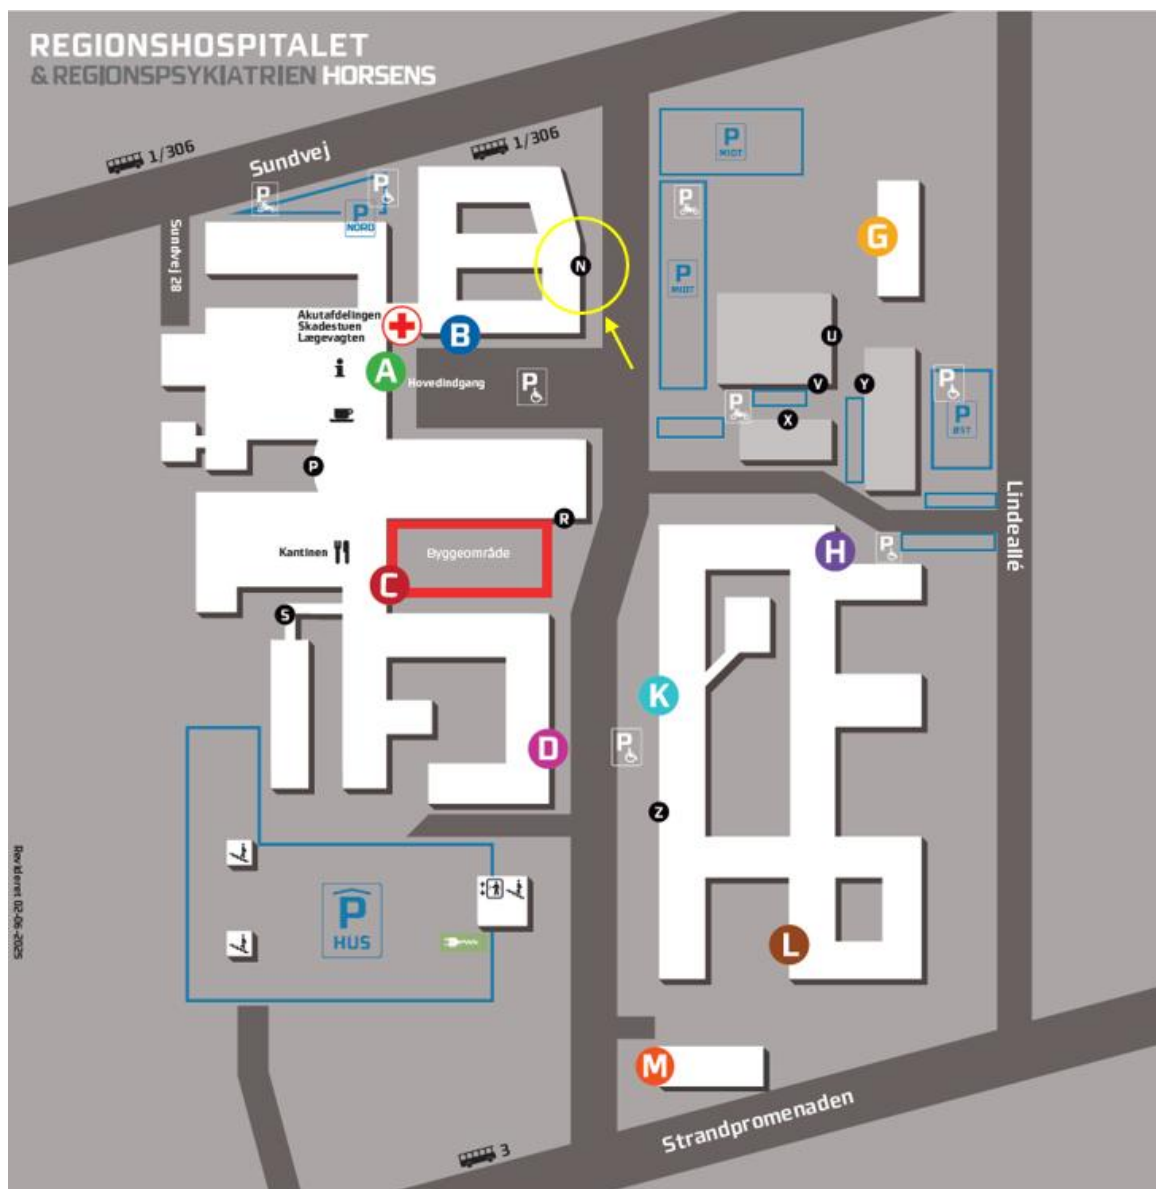 REGIONSHOSPITALET
& REGIONSPSYKIATRIEN HORSENS
1/306
1/306
Sundvej
P
MIDT
P
P
P
P
NORD
G
Sundvej 28
N
P
MIDT
Akutafdelingen
Skadestuen
Lægevagten
B
U
i
A
Hovedindgang
P
V
Y
P
P
X
P
BST
P
R
Lindeallé
Kantinen
Byggeområde
H
P
C
S
K
D
P
Z
P
HUS
L
Revideret 02-06-2025
M
Strandpromenaden
3